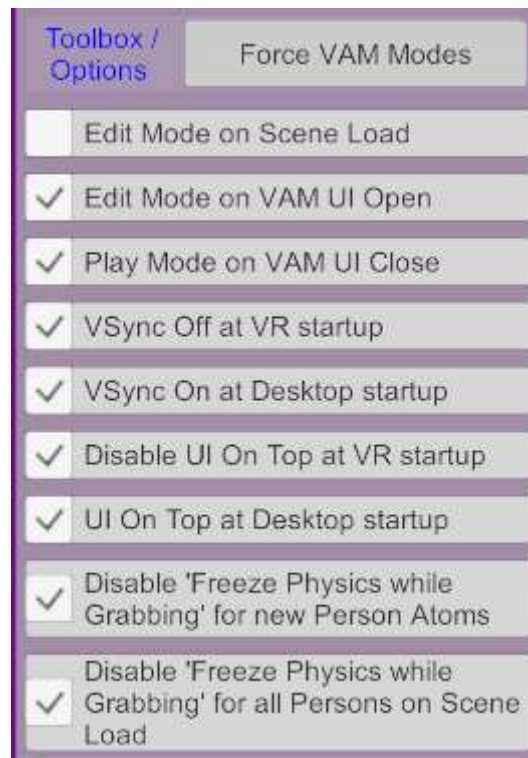 Toolbox /
Options
Force VAM Modes
Edit Mode on Scene Load
Edit Mode on VAM UI Open
Play Mode on VAM UI Close
VSync Off at VR startup
VSync On at Desktop startup
Disable UI On Top at VR startup
UI On Top at Desktop startup
Disable 'Freeze Physics while
Grabbing' for new Person Atoms
Disable 'Freeze Physics while
Grabbing' for all Persons on Scene
Load